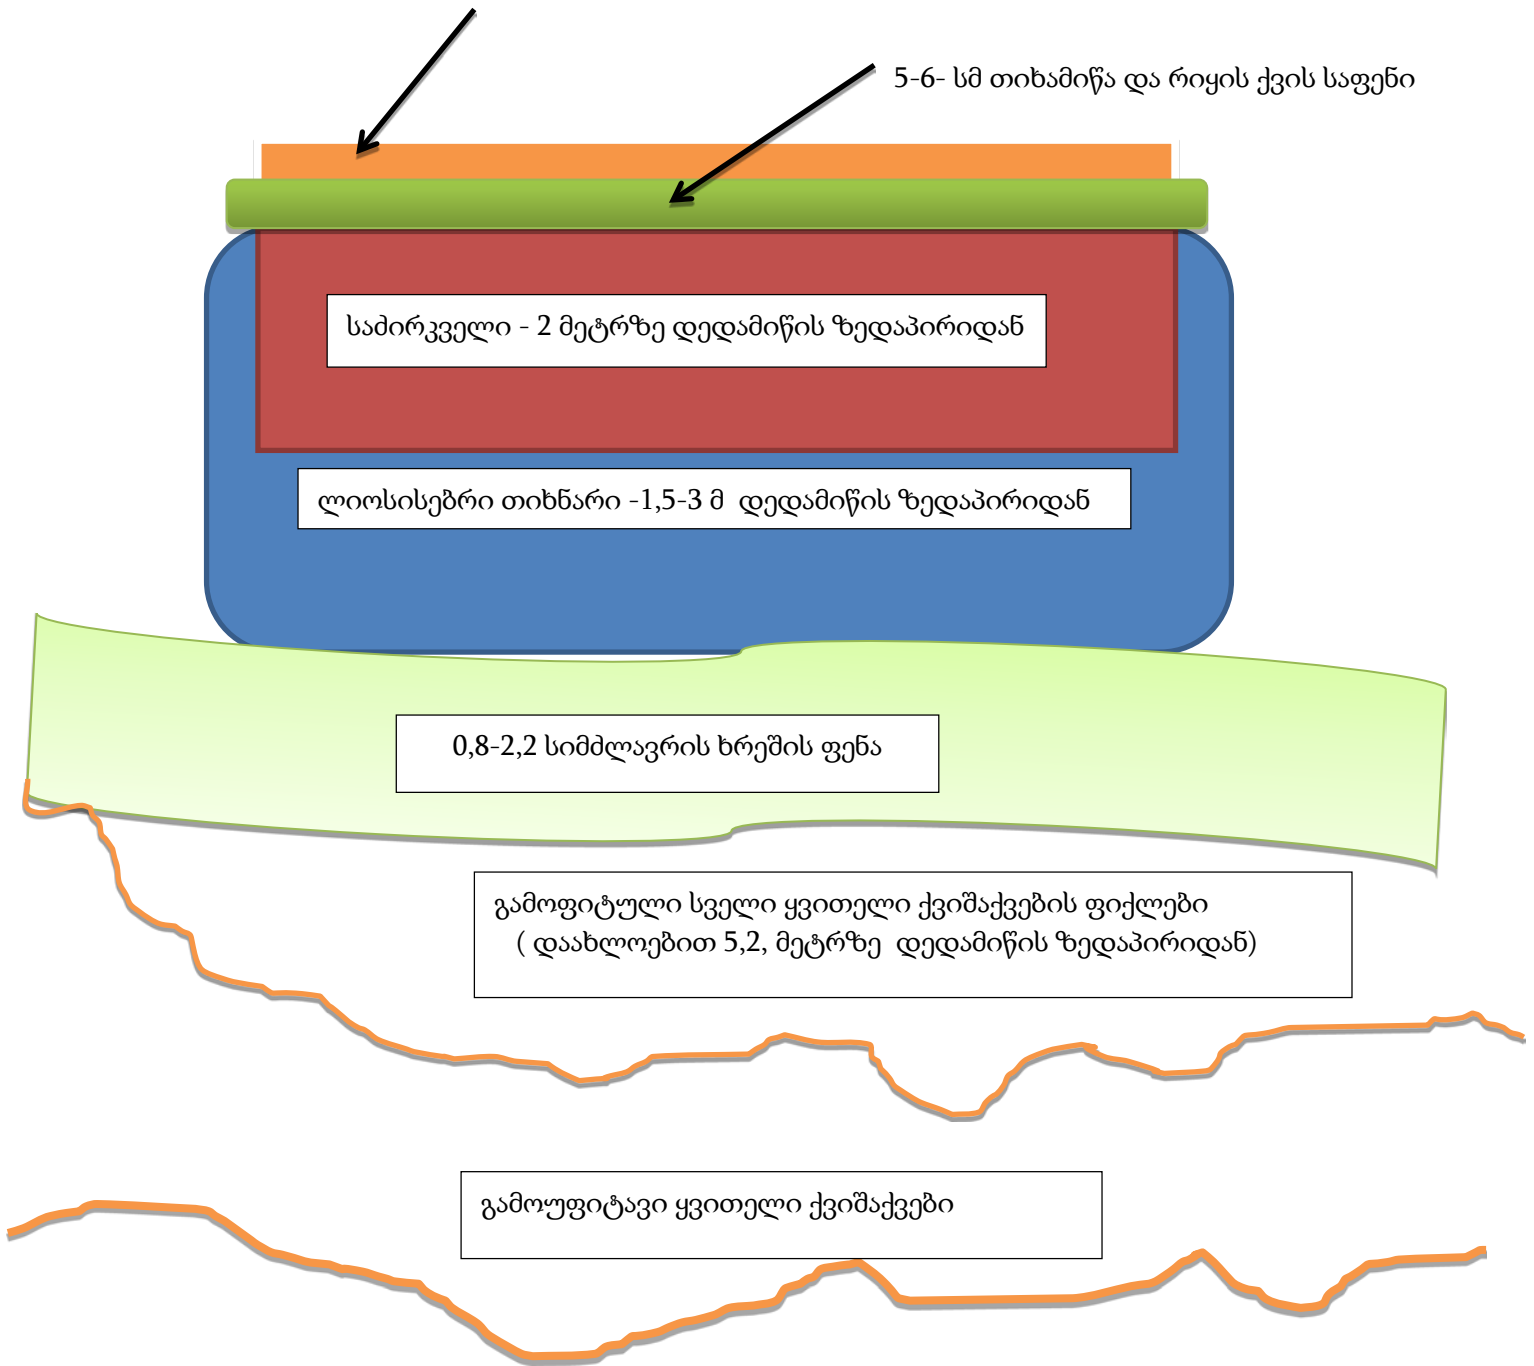 5-6- სმ თიხამიწა და რიყის ქვის საფენი
საძირკველი - 2 მეტრზე დედამიწის ზედაპირიდან
ლიოსისებრი თიხნარი -1,5-3 მ დედამიწის ზედაპირიდან
0,8-2,2 სიმძლავრის ხრეშის ფენა
გამოფიტული სველი ყვითელი ქვიშაქვების ფიქლები
( დაახლოებით 5,2, მეტრზე დედამიწის ზედაპირიდან)
გამოუფიტავი ყვითელი ქვიშაქვები